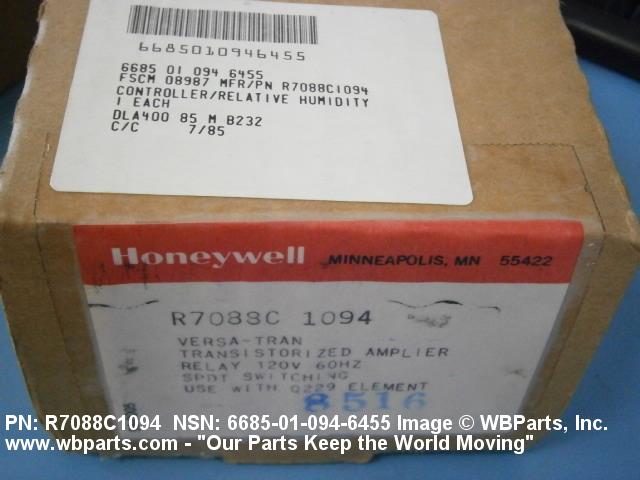 6685010946455
6685 01 094 6455
FSCM 08987 MFR/PN R7088C1094
CONTROLLER/RELATIVE HUMIDITY
1 EACH
DLA400 85 M B232
C/C 7/85
Honeywell MINNEAPOLIS, MN 55422
R7088C 1094
VERSA-TRAN
TRANSISTORIZED AMPLIER
RELAY 120V 60HZ
SPDT SWITCHING
USE WITH Q229 ELEMENT
8516
PN: R7088C1094 NSN: 6685-01-094-6455 Image © WBParts, Inc.
www.wbparts.com - "Our Parts Keep the World Moving"